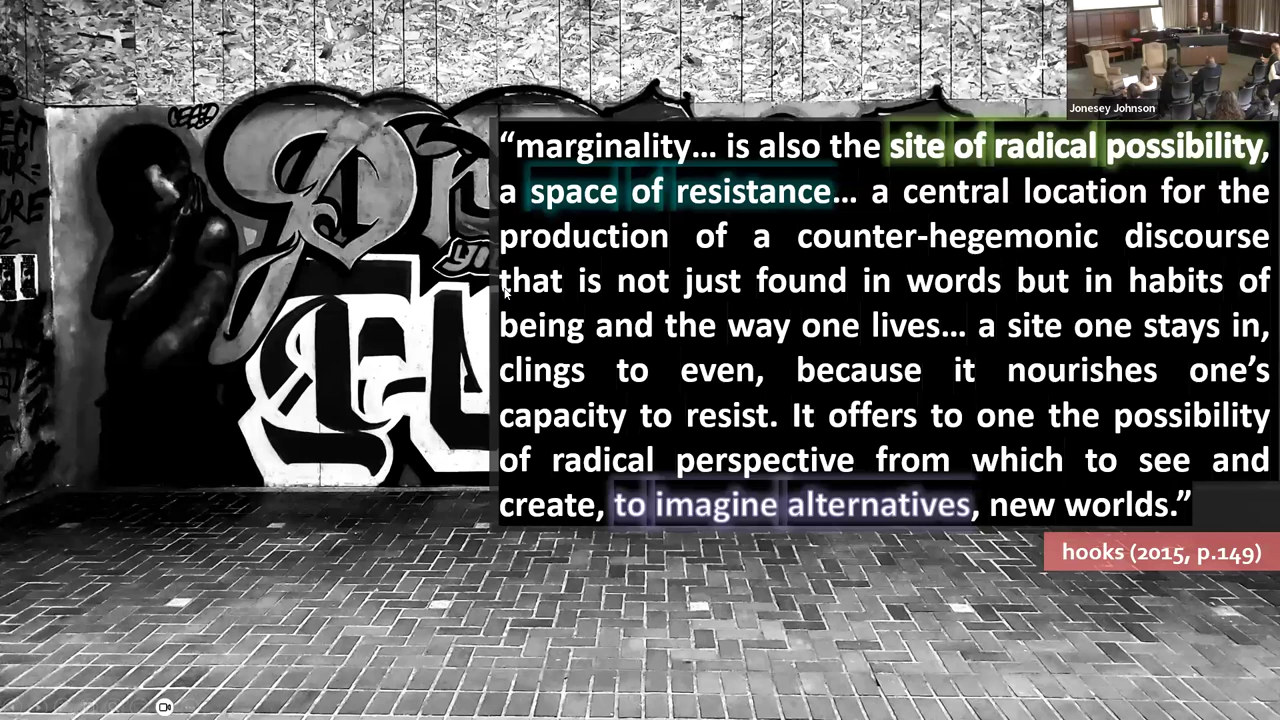 Jonesey Johnson
“marginality... is also the site of radical possibility,
a space of resistance... a central location for the
production of a counter-hegemonic discourse
that is not just found in words but in habits of
being and the way one lives... a site one stays in,
clings to even, because it nourishes one’s
capacity to resist. It offers to one the possibility
of radical perspective from which to see and
create, to imagine alternatives, new worlds.”
hooks (2015, p.149)